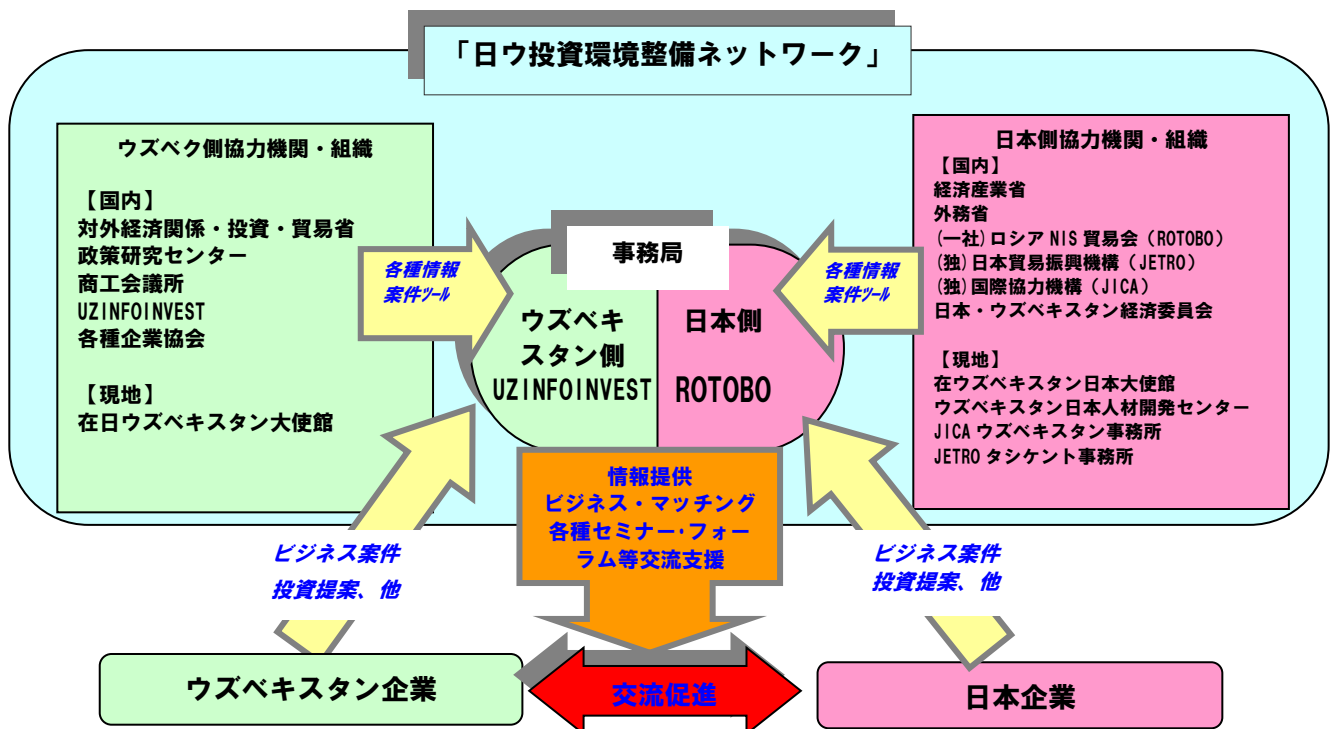 「日ウ投資環境整備ネットワーク」
ウズベク側協力機関・組織
【国内】
対外経済関係・投資・貿易省
政策研究センター
商工会議所
UZINFOINVEST
各種企業協会
【現地】
在日ウズベキスタン大使館
各種情報
案件ツール
事務局
ウズベキ
スタン側
UZINFOINVEST
日本側
ROTOBO
各種情報
案件ツール
日本側協力機関・組織
【国内】
経済産業省
外務省
(一社)ロシア NIS 貿易会（ROTOBO）
(独)日本貿易振興機構（JETRO）
(独)国際協力機構（JICA）
日本・ウズベキスタン経済委員会
【現地】
在ウズベキスタン日本大使館
ウズベキスタン日本人材開発センター
JICA ウズベキスタン事務所
JETRO タシケント事務所
ビジネス案件
投資提案、他
情報提供
ビジネス・マッチング
各種セミナー・フォー
ラム等交流支援
ビジネス案件
投資提案、他
ウズベキスタン企業
交流促進
日本企業